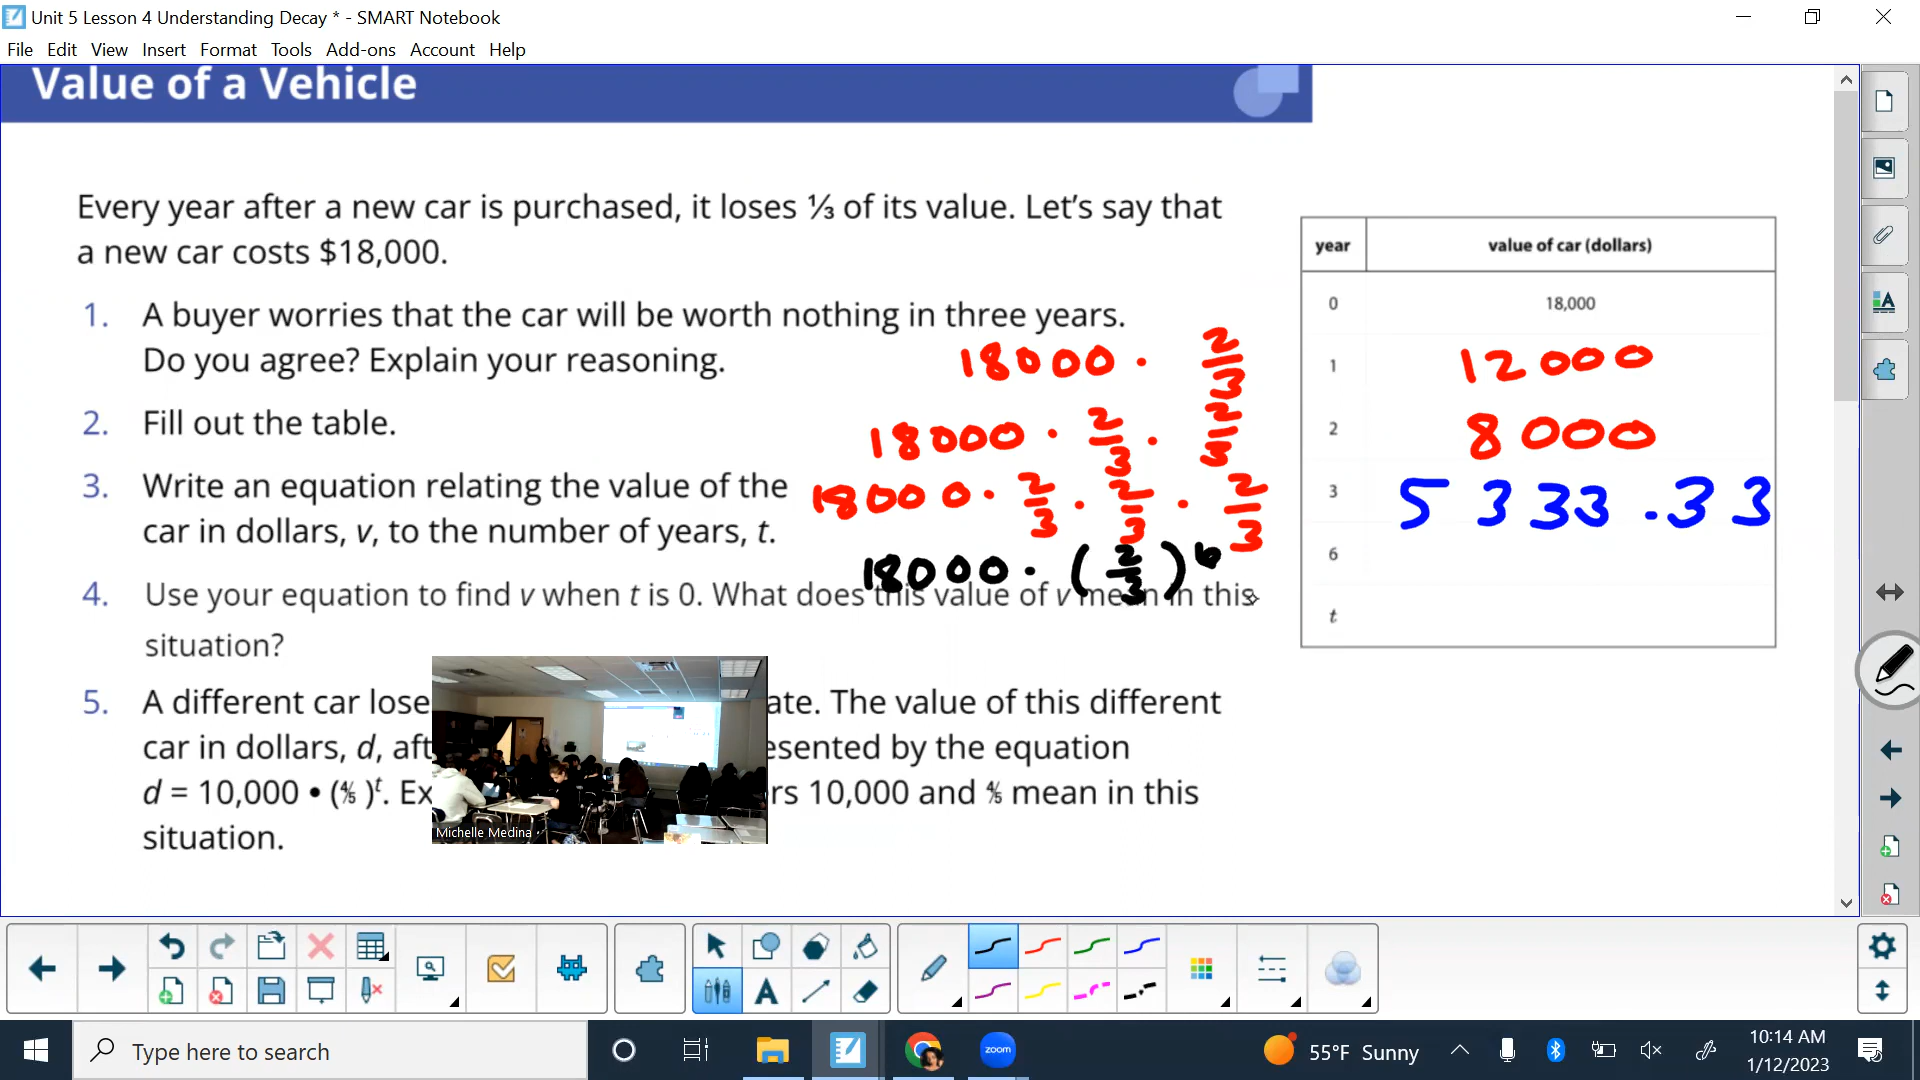 Unit 5 Lesson 4 Understanding Decay * - SMART Notebook
File Edit View Insert Format Tools Add-ons Account Help
Value of a Vehicle
Every year after a new car is purchased, it loses ⅓ of its value. Let's say that
a new car costs $18,000.
1. A buyer worries that the car will be worth nothing in three years.
Do you agree? Explain your reasoning.
18000 · 2/3
2. Fill out the table.
18000 · 2/3 · 2/3
3. Write an equation relating the value of the
car in dollars, v, to the number of years, t.
18000 · 2/3 · 2/3 · 2/3
18000 · (2/3)^6
4. Use your equation to find v when t is 0. What does this value of v mean in this
situation?
5. A different car lose ate. The value of this different
car in dollars, d, aft esented by the equation
d = 10,000 • (⅘)^t. Ex rs 10,000 and ⅘ mean in this
situation.
year value of car (dollars)
0 18,000
1 12000
2 8000
3 5333.33
6
t
Michelle Medina
Type here to search
zoom
55°F Sunny
10:14 AM
1/12/2023